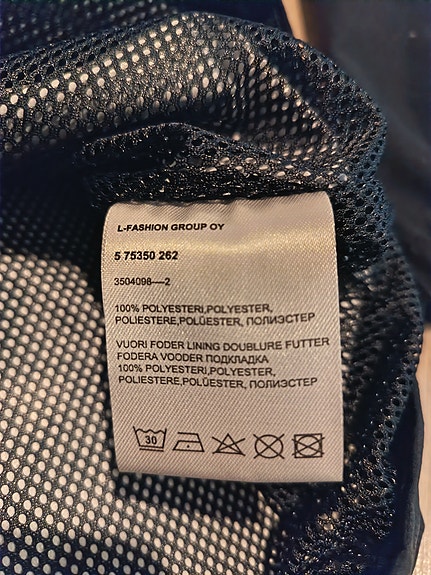 L-FASHION GROUP OY
5 75350 262
3504096—2
100% POLYESTERI,POLYESTER,
POLIESTERE,POLÜESTER, ПОЛИЭСТЕР
VUORI FODER LINING DOUBLURE FUTTER
FODERA VOODER ПОДКЛАДКА
100% POLYESTERI,POLYESTER,
POLIESTERE,POLÜESTER, ПОЛИЭСТЕР
30